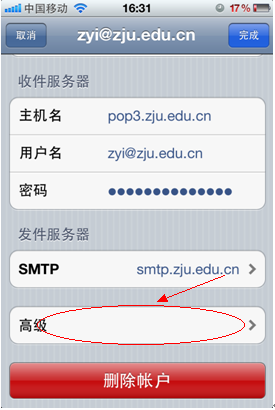 中国移动 16:31 17%
取消 zyi@zju.edu.cn 完成
收件服务器
主机名 pop3.zju.edu.cn
用户名 zyi@zju.edu.cn
密码 ●●●●●●●●●●●●●●
发件服务器
SMTP smtp.zju.edu.cn
高级
删除帐户